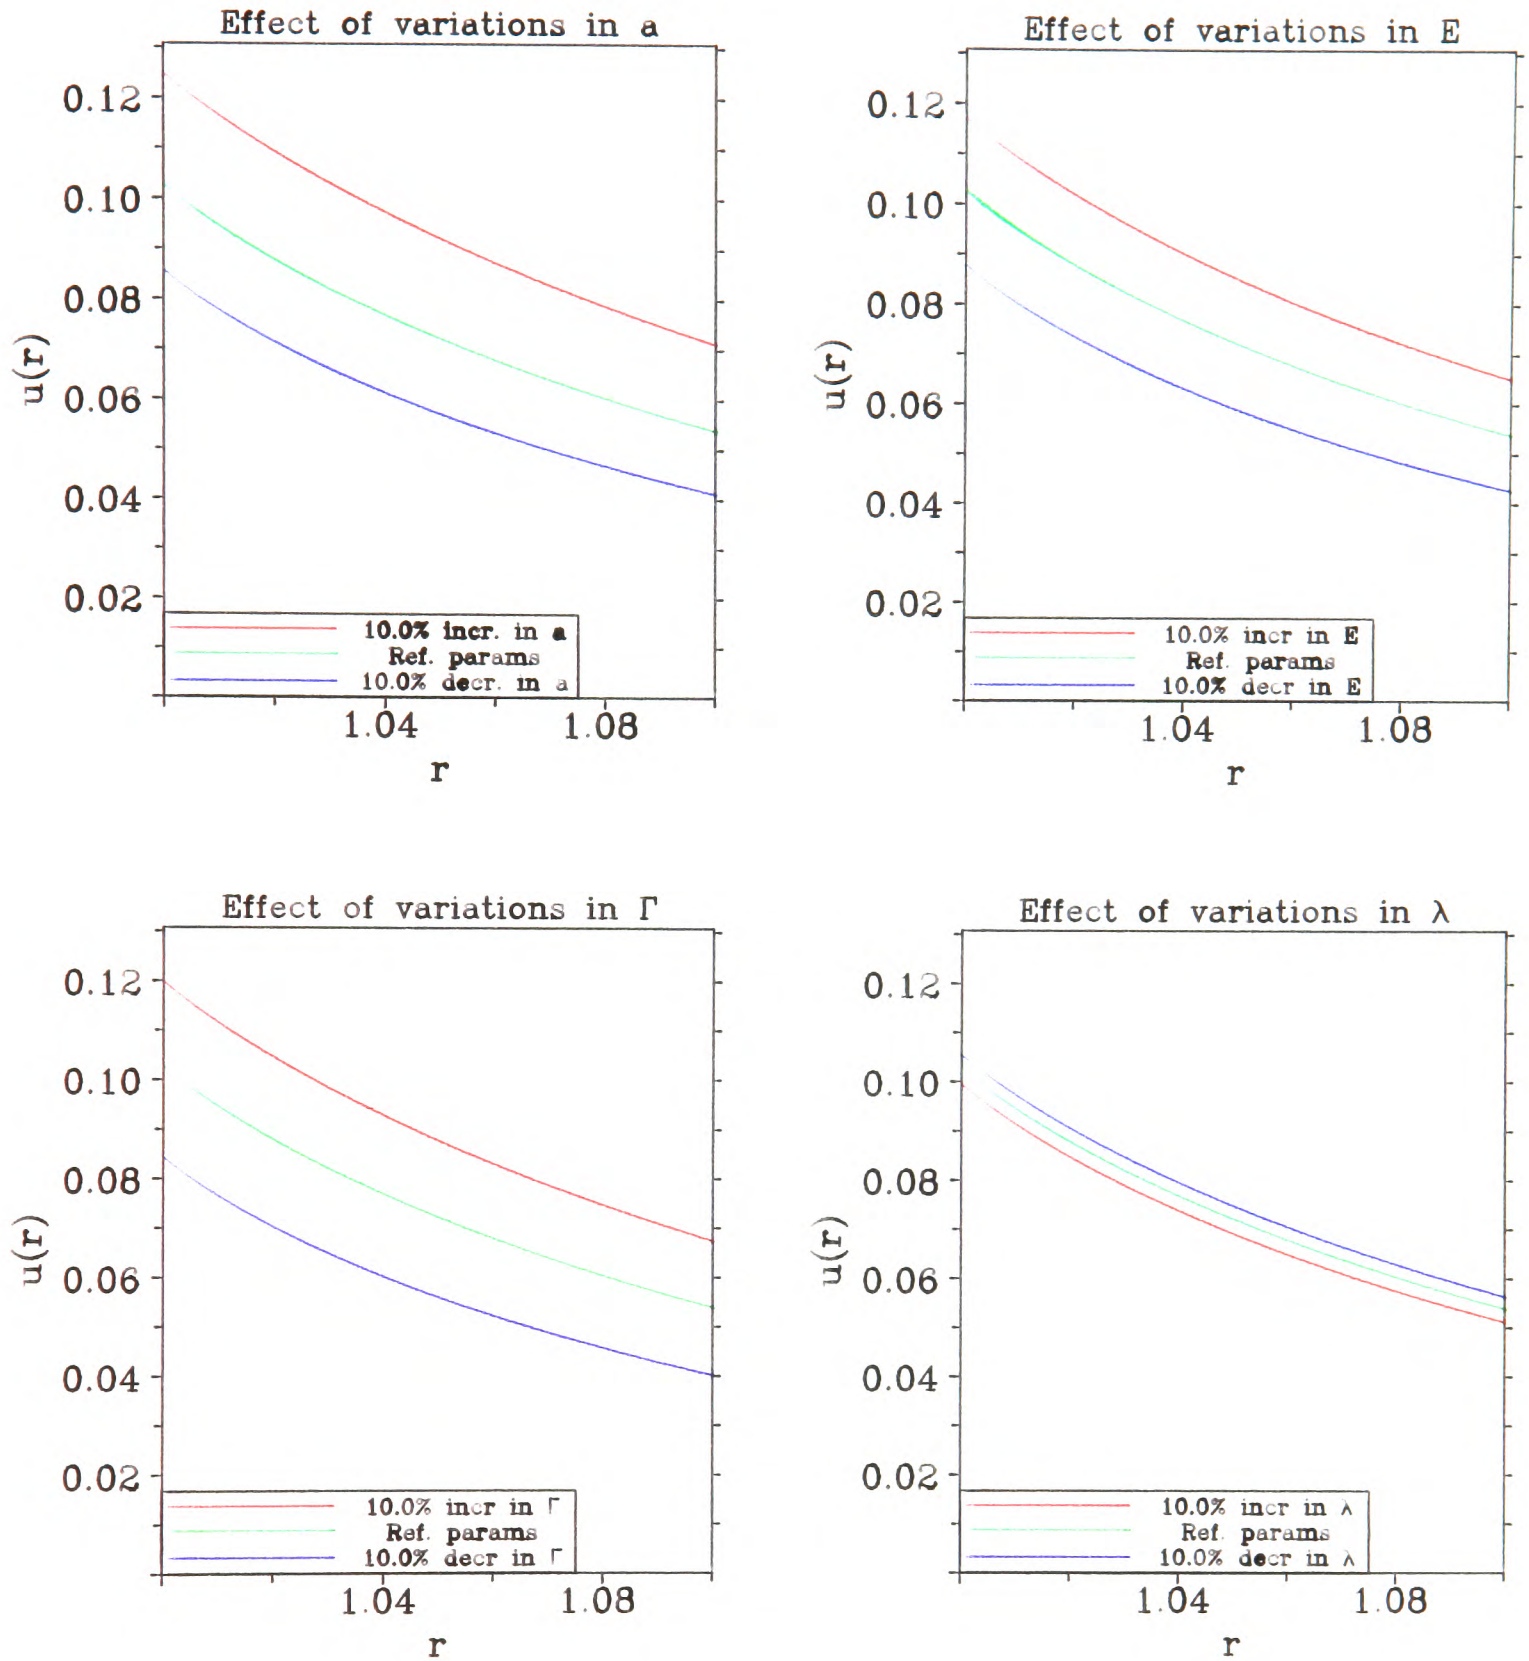 Effect of variations in a
0.12
0.10
0.08
0.06
0.04
0.02
u(r)
10.0% incr. in a
Ref. params
10.0% decr. in a
1.04 1.08
r
Effect of variations in E
0.12
0.10
0.08
0.06
0.04
0.02
u(r)
10.0% incr in E
Ref. params
10.0% decr in E
1.04 1.08
r
Effect of variations in Γ
0.12
0.10
0.08
0.06
0.04
0.02
u(r)
10.0% incr in Γ
Ref. params
10.0% decr in Γ
1.04 1.08
r
Effect of variations in λ
0.12
0.10
0.08
0.06
0.04
0.02
u(r)
10.0% incr in λ
Ref. params
10.0% decr in λ
1.04 1.08
r